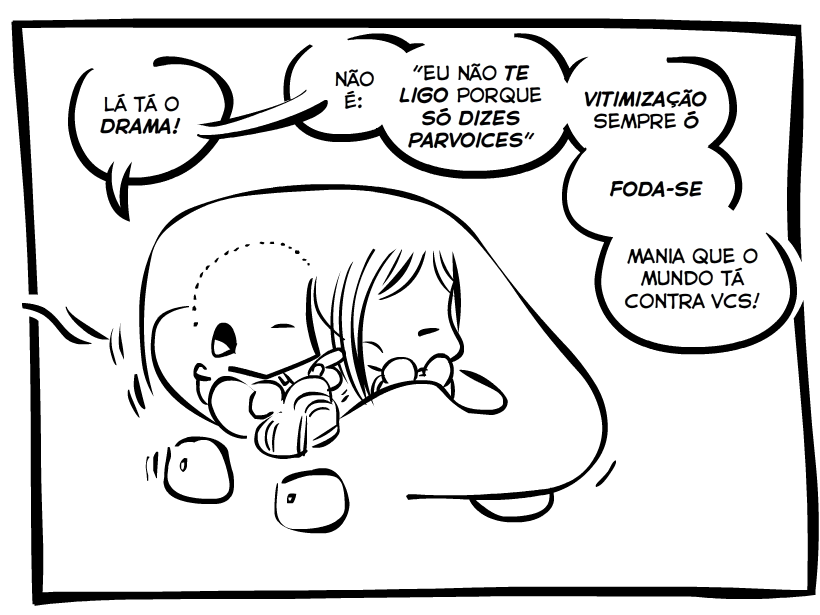 LÁ TÁ O
DRAMA!
NÃO
É:
"EU NÃO TE
LIGO PORQUE
SÓ DIZES
PARVOICES"
VITIMIZAÇÃO
SEMPRE Ó
FODA-SE
MANIA QUE O
MUNDO TÁ
CONTRA VCS!